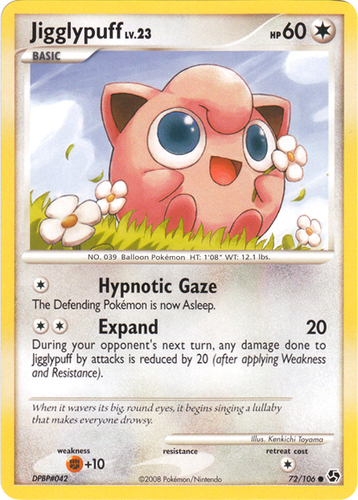 Jigglypuff LV.23 HP 60
BASIC
NO. 039 Balloon Pokémon HT: 1'08" WT: 12.1 lbs.
Hypnotic Gaze
The Defending Pokémon is now Asleep.
Expand 20
During your opponent's next turn, any damage done to
Jigglypuff by attacks is reduced by 20 (after applying Weakness
and Resistance).
Illus. Kenkichi Toyama
When it wavers its big, round eyes, it begins singing a lullaby
that makes everyone drowsy.
weakness resistance retreat cost
+10
DPBP#042 ©2008 Pokémon/Nintendo 72/106